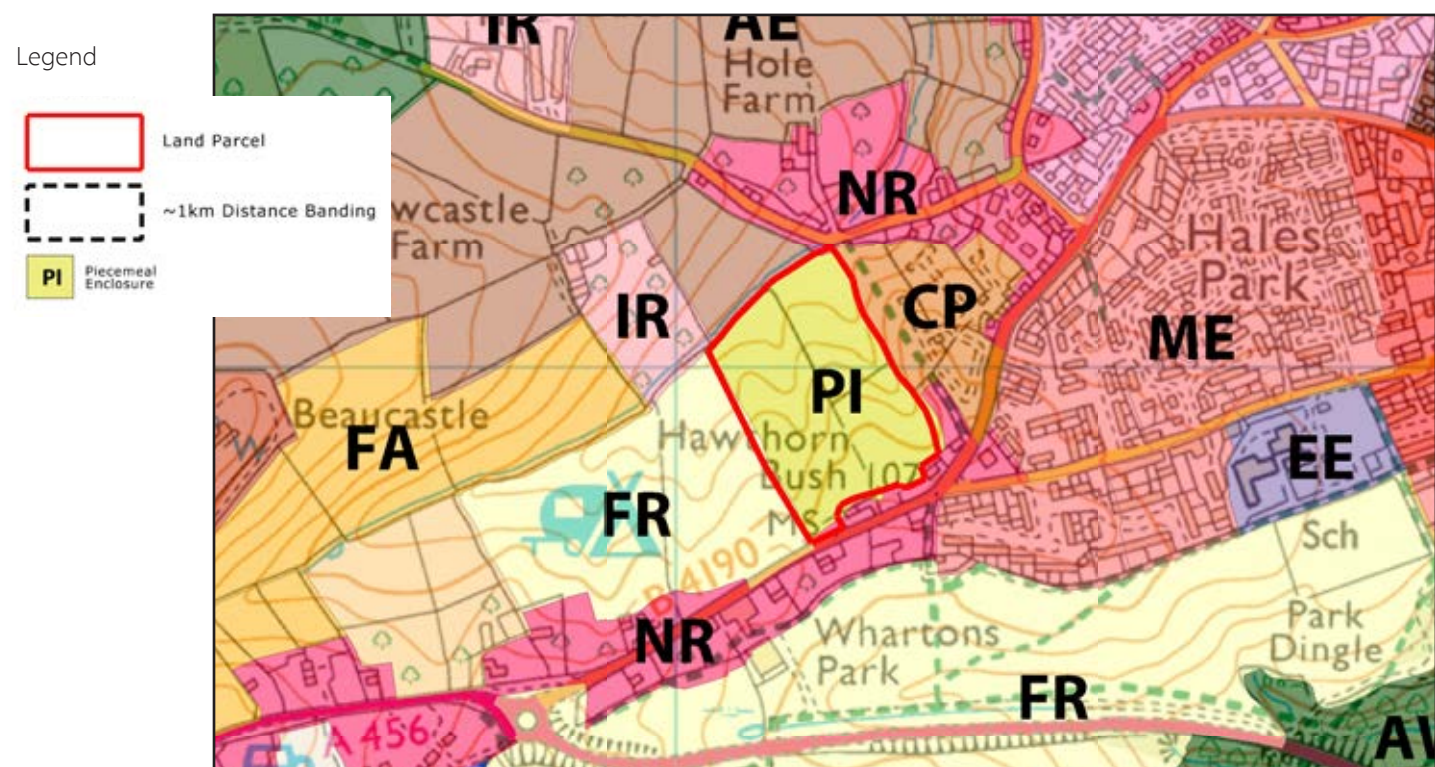 Legend
Land Parcel
~1km Distance Banding
PI
Piecemeal
Enclosure
IR
AE
Hole
Farm
NR
wcastle
Farm
IR
CP
Hales
Park
ME
PI
Beaucastle
FA
Hawthorn
Bush 107
EE
FR
MS
Sch
B 4190
NR
Whartons
Park
Park
Dingle
FR
A 456